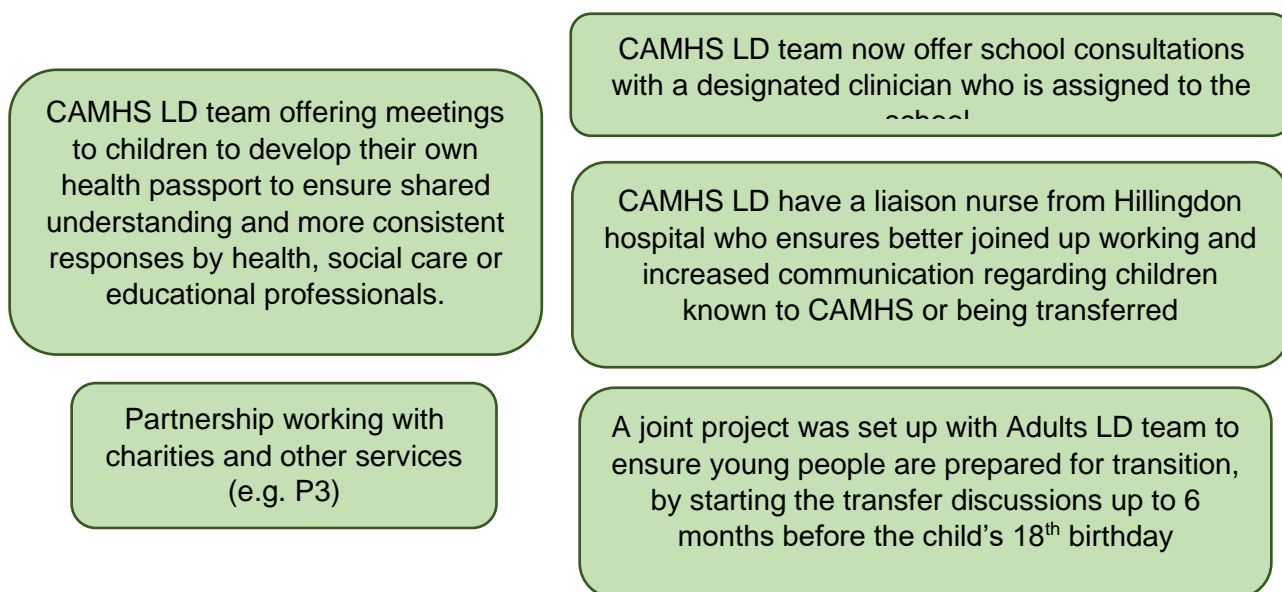 CAMHS LD team offering meetings
to children to develop their own
health passport to ensure shared
understanding and more consistent
responses by health, social care or
educational professionals.
Partnership working with
charities and other services
(e.g. P3)
CAMHS LD team now offer school consultations
with a designated clinician who is assigned to the
school
CAMHS LD have a liaison nurse from Hillingdon
hospital who ensures better joined up working and
increased communication regarding children
known to CAMHS or being transferred
A joint project was set up with Adults LD team to
ensure young people are prepared for transition,
by starting the transfer discussions up to 6
months before the child’s 18th birthday